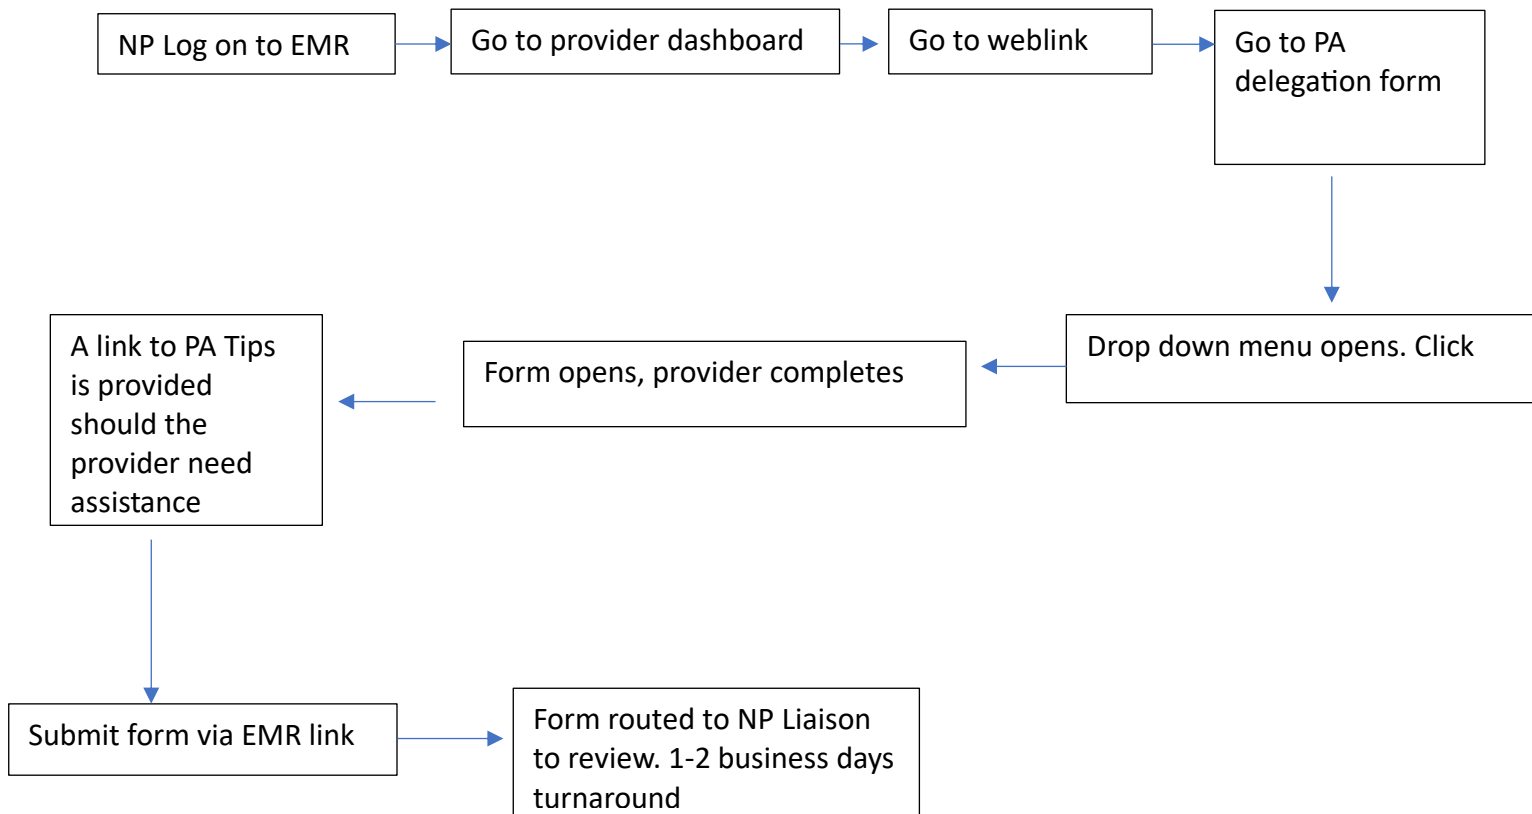 NP Log on to EMR
Go to provider dashboard
Go to weblink
Go to PA
delegation form
Drop down menu opens. Click
Form opens, provider completes
A link to PA Tips
is provided
should the
provider need
assistance
Submit form via EMR link
Form routed to NP Liaison
to review. 1-2 business days
turnaround